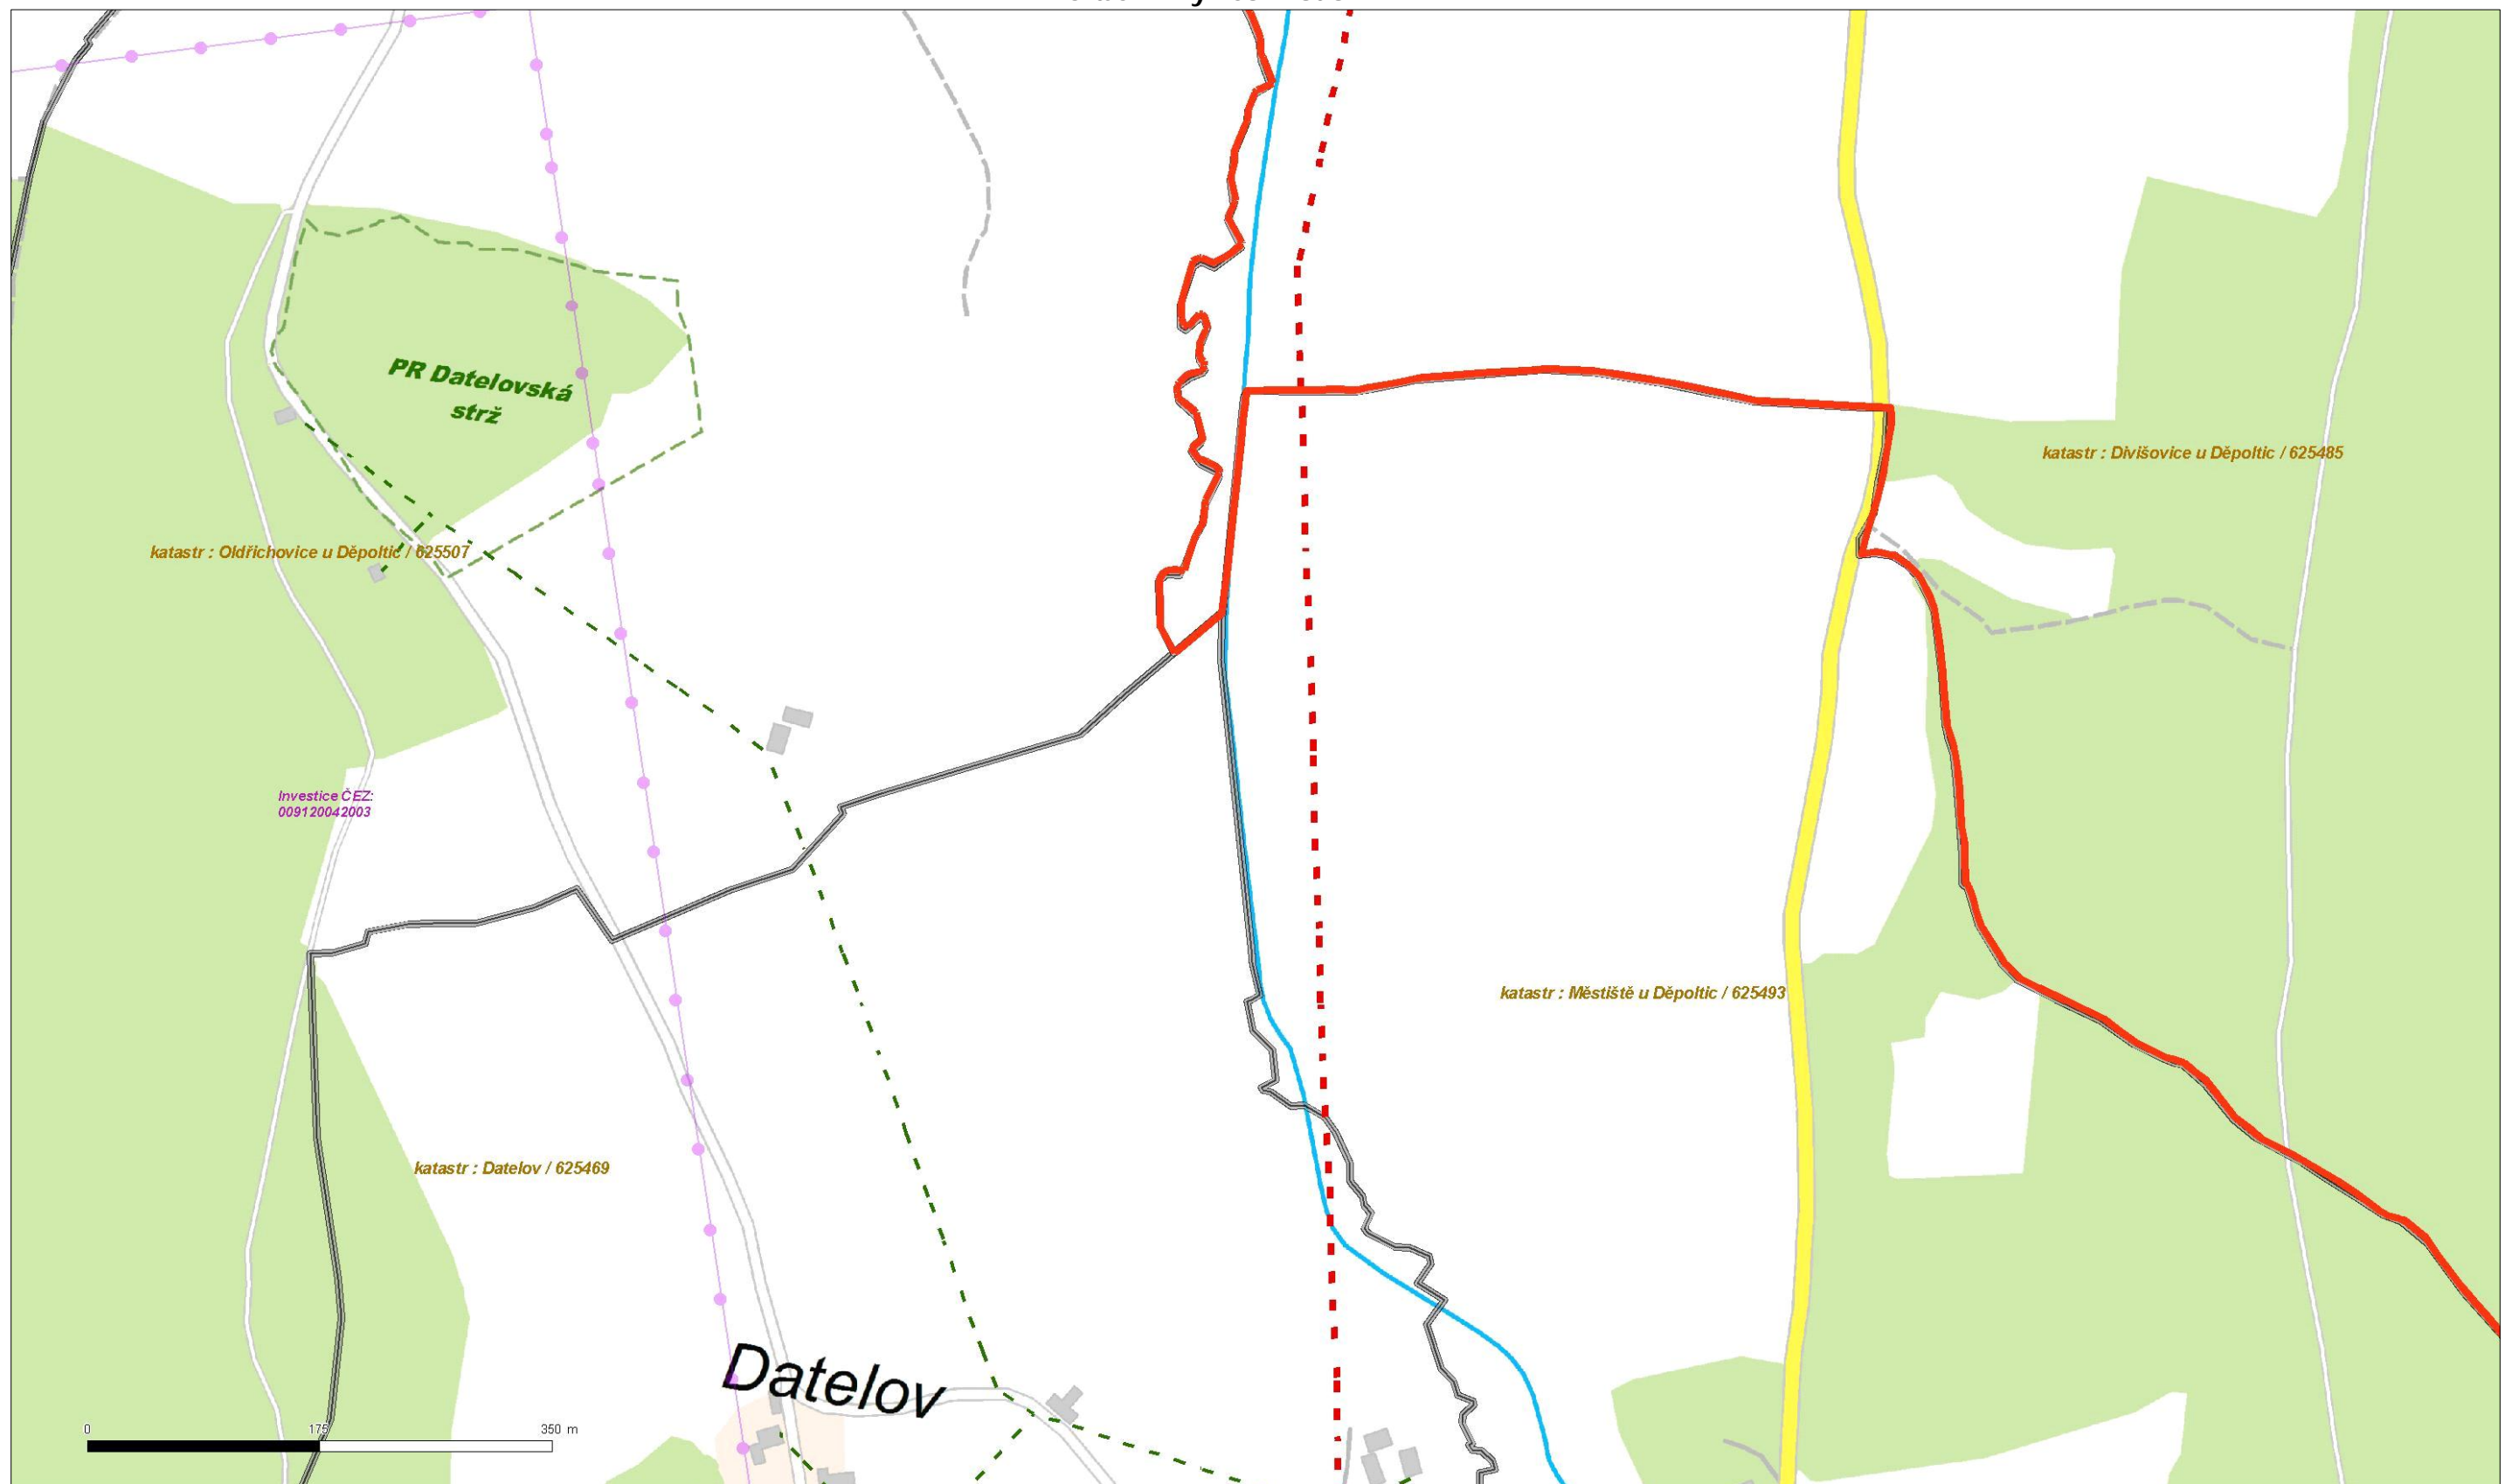 PR Datelovská
strž
katastr : Divišovice u Děpoltic / 625485
katastr : Oldřichovice u Děpoltic / 625507
Investice ČEZ:
009120042003
katastr : Městiště u Děpoltic / 625493
katastr : Datelov / 625469
Datelov
0 175 350 m